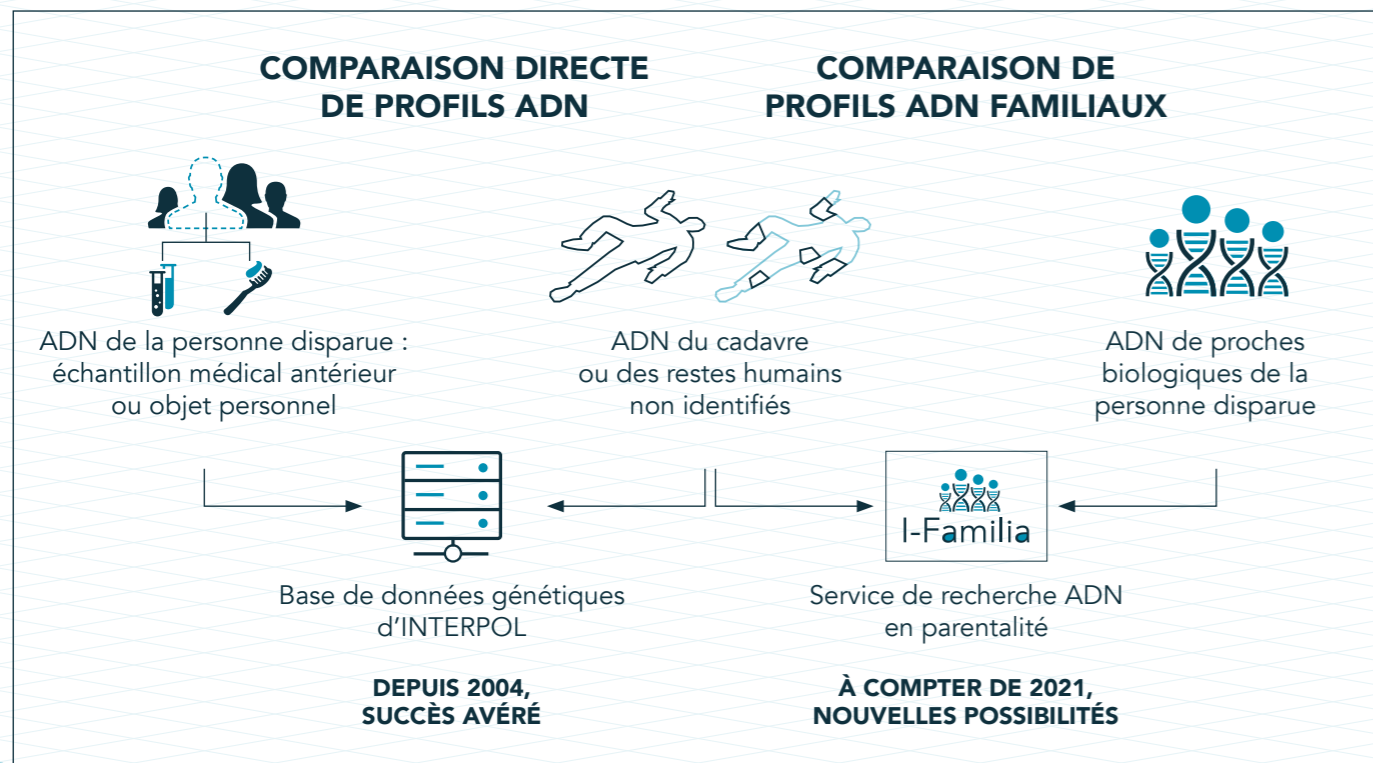 COMPARAISON DIRECTE
DE PROFILS ADN
COMPARAISON DE
PROFILS ADN FAMILIAUX
ADN de la personne disparue :
échantillon médical antérieur
ou objet personnel
ADN du cadavre
ou des restes humains
non identifiés
ADN de proches
biologiques de la
personne disparue
I-Familia
Base de données génétiques
d’INTERPOL
Service de recherche ADN
en parentalité
DEPUIS 2004,
SUCCÈS AVÉRÉ
À COMPTER DE 2021,
NOUVELLES POSSIBILITÉS